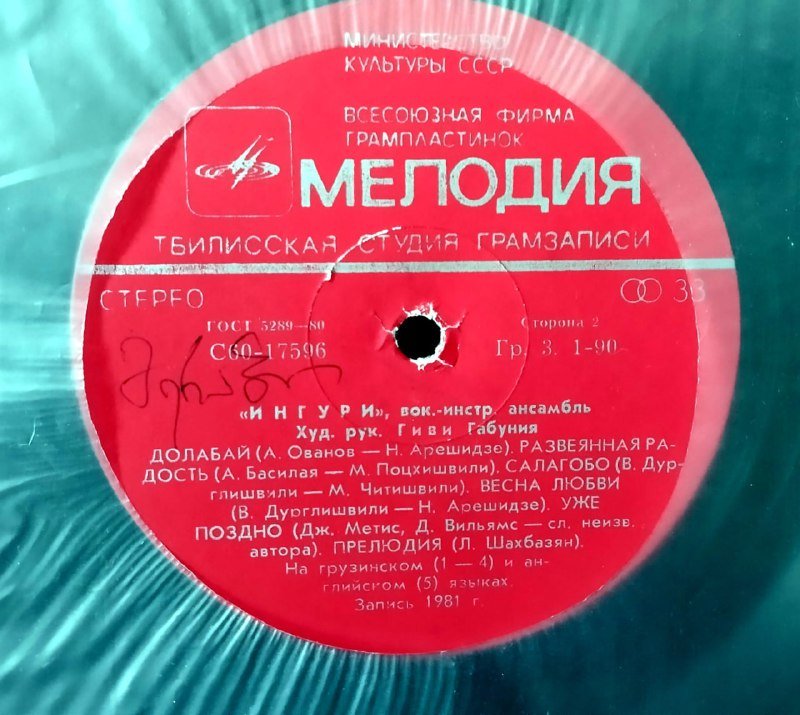 МИНИСТЕРСТВО
КУЛЬТУРЫ СССР
ВСЕСОЮЗНАЯ ФИРМА
ГРАМПЛАСТИНОК
МЕЛОДИЯ
ТБИЛИССКАЯ СТУДИЯ ГРАМЗАПИСИ
СТЕРЕО 33
ГОСТ 5289—80 Сторона 2
С60-17596 Гр. 3. 1-90
«ИНГУРИ», вок.-инстр. ансамбль
Худ. рук. Гиви Габуния
ДОЛАБАЙ (А. Ованов — Н. Арешидзе). РАЗВЕЯННАЯ РА-
ДОСТЬ (А. Басилая — М. Поцхишвили). САЛАГОБО (В. Дур-
глишвили — М. Читишвили). ВЕСНА ЛЮБВИ
(В. Дурглишвили — Н. Арешидзе). УЖЕ
ПОЗДНО (Дж. Метис, Д. Вильямс — сл. неизв.
автора). ПРЕЛЮДИЯ (Л. Шахбазян).
На грузинском (1 — 4) и ан-
глийском (5) языках.
Запись 1981 г.